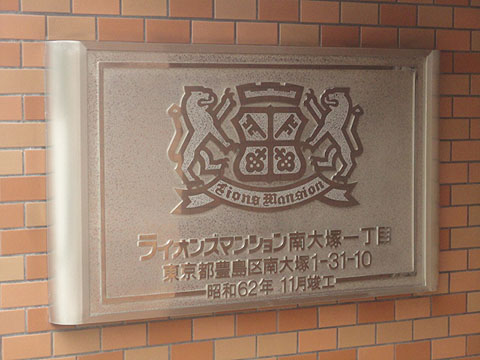 Lions Mansion
ライオンズマンション南大塚一丁目
東京都豊島区南大塚1-31-10
昭和62年 11月竣工